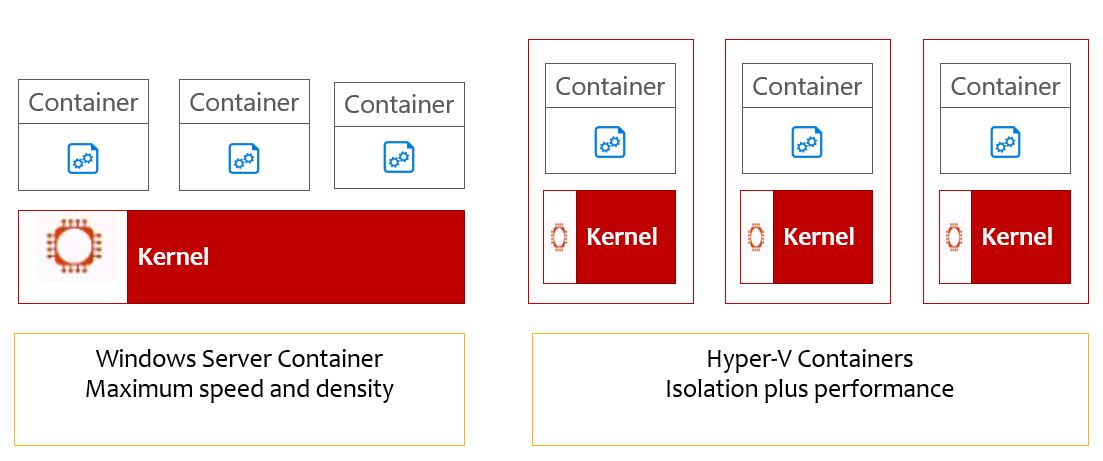 Container
Container
Container
Kernel
Windows Server Container
Maximum speed and density
Container
Container
Container
Kernel
Kernel
Kernel
Hyper-V Containers
Isolation plus performance